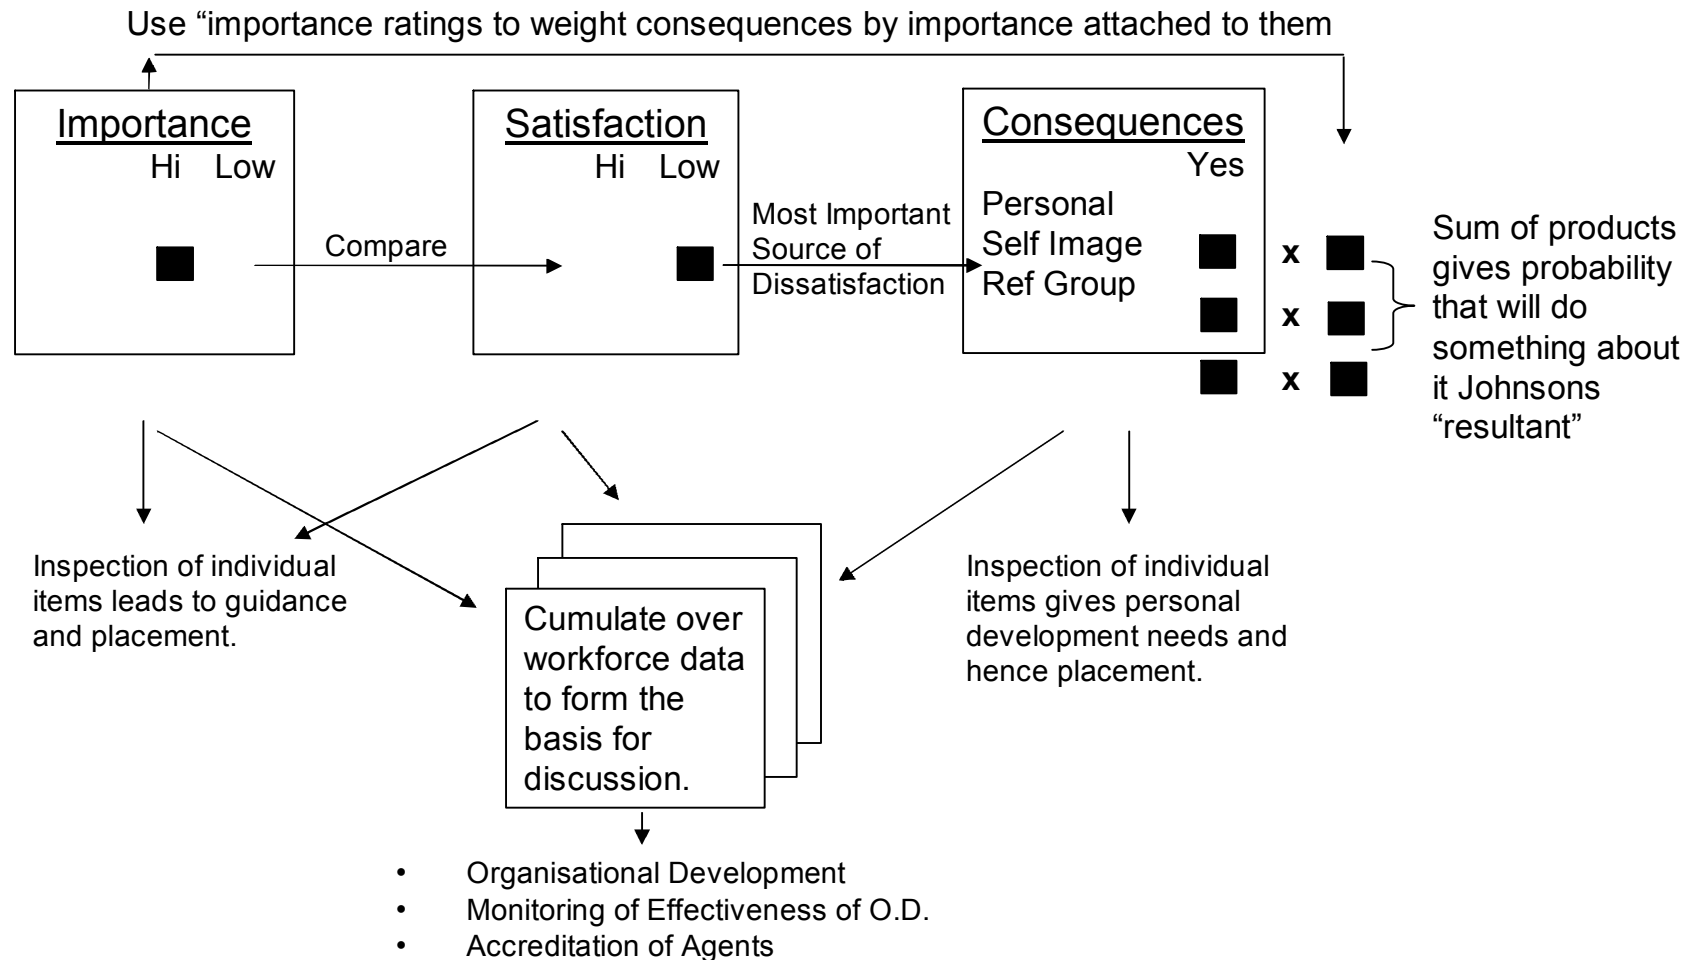 Use “importance ratings to weight consequences by importance attached to them
Importance
Hi Low
Compare
Satisfaction
Hi Low
Most Important
Source of
Dissatisfaction
Consequences
Yes
Personal
Self Image
Ref Group
x
x
x
Sum of products
gives probability
that will do
something about
it Johnsons
“resultant”
Inspection of individual
items leads to guidance
and placement.
Cumulate over
workforce data
to form the
basis for
discussion.
Inspection of individual
items gives personal
development needs and
hence placement.
• Organisational Development
• Monitoring of Effectiveness of O.D.
• Accreditation of Agents